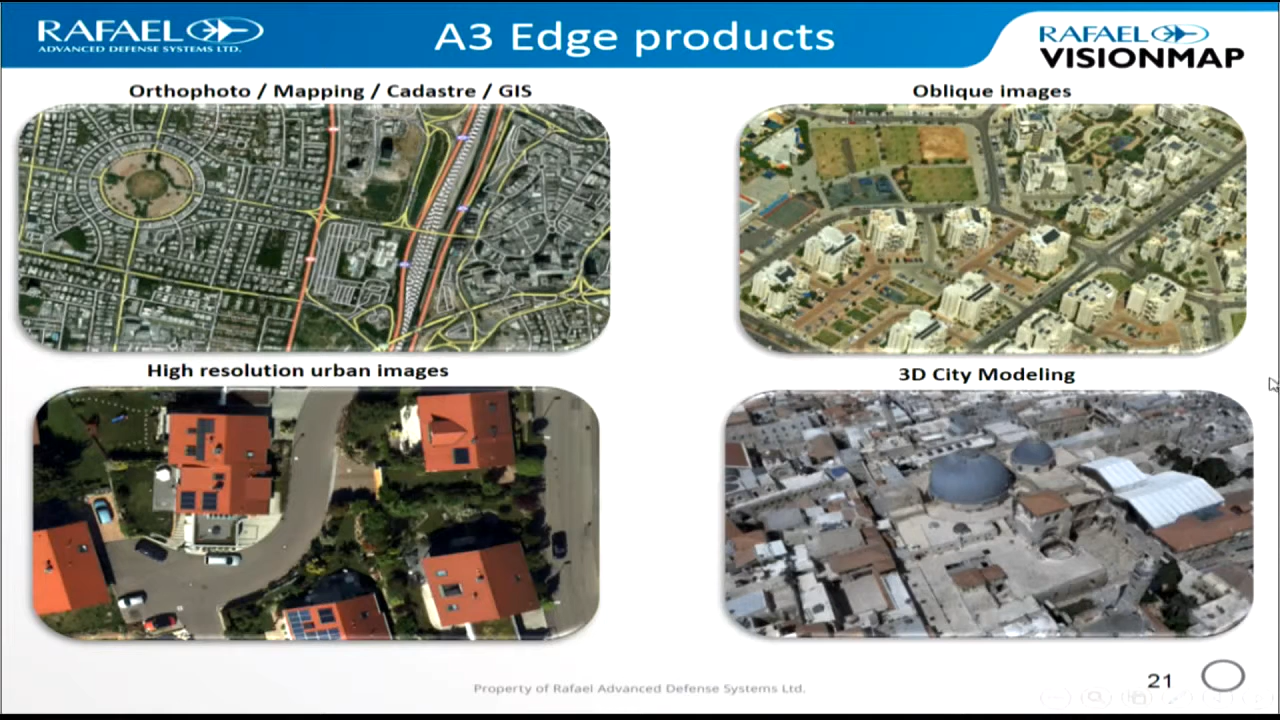 RAFAEL
ADVANCED DEFENSE SYSTEMS LTD.
A3 Edge products
RAFAEL
VISIONMAP
Orthophoto / Mapping / Cadastre / GIS
Oblique images
High resolution urban images
3D City Modeling
Property of Rafael Advanced Defense Systems Ltd.
21